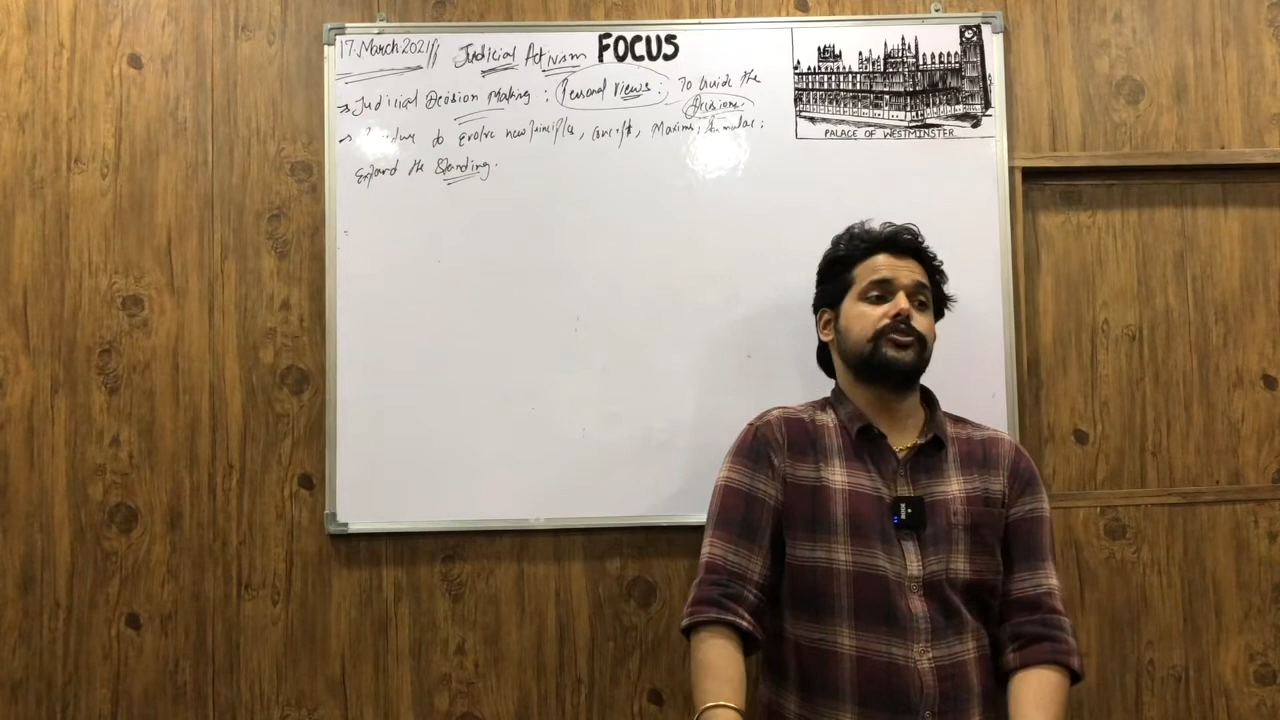 17.March.2021 Judicial Activism FOCUS
Judicial Decision Making : Personal Views : To Guide the
Decisions.
to Evolve new Principles, Concept, Maxims, Formulae :
Expand the Standing.
PALACE OF WESTMINSTER